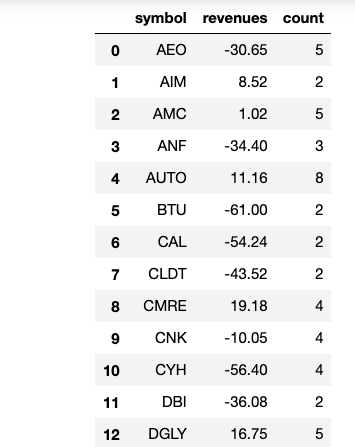 symbol revenues count
0 AEO -30.65 5
1 AIM 8.52 2
2 AMC 1.02 5
3 ANF -34.40 3
4 AUTO 11.16 8
5 BTU -61.00 2
6 CAL -54.24 2
7 CLDT -43.52 2
8 CMRE 19.18 4
9 CNK -10.05 4
10 CYH -56.40 4
11 DBI -36.08 2
12 DGLY 16.75 5